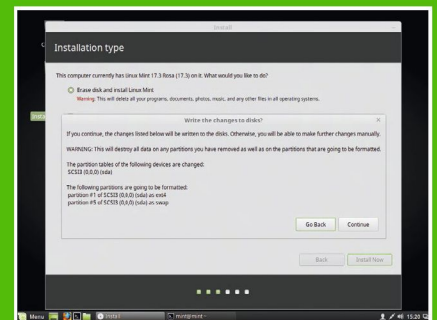 Install
Installation type
This computer currently has Linux Mint 17.3 Rosa (17.3) on it. What would you like to do?
Erase disk and install Linux Mint
Warning: This will delete all your programs, documents, photos, music, and any other files in all operating systems.
Write the changes to disks?
If you continue, the changes listed below will be written to the disks. Otherwise, you will be able to make further changes manually.
WARNING: This will destroy all data on any partitions you have removed as well as on the partitions that are going to be formatted.
The partition tables of the following devices are changed:
SCSI3 (0,0,0) (sda)
The following partitions are going to be formatted:
partition #1 of SCSI3 (0,0,0) (sda) as ext4
partition #5 of SCSI3 (0,0,0) (sda) as swap
Go Back
Continue
Back
Install Now
Menu
Install
mint@mint ~
15:20